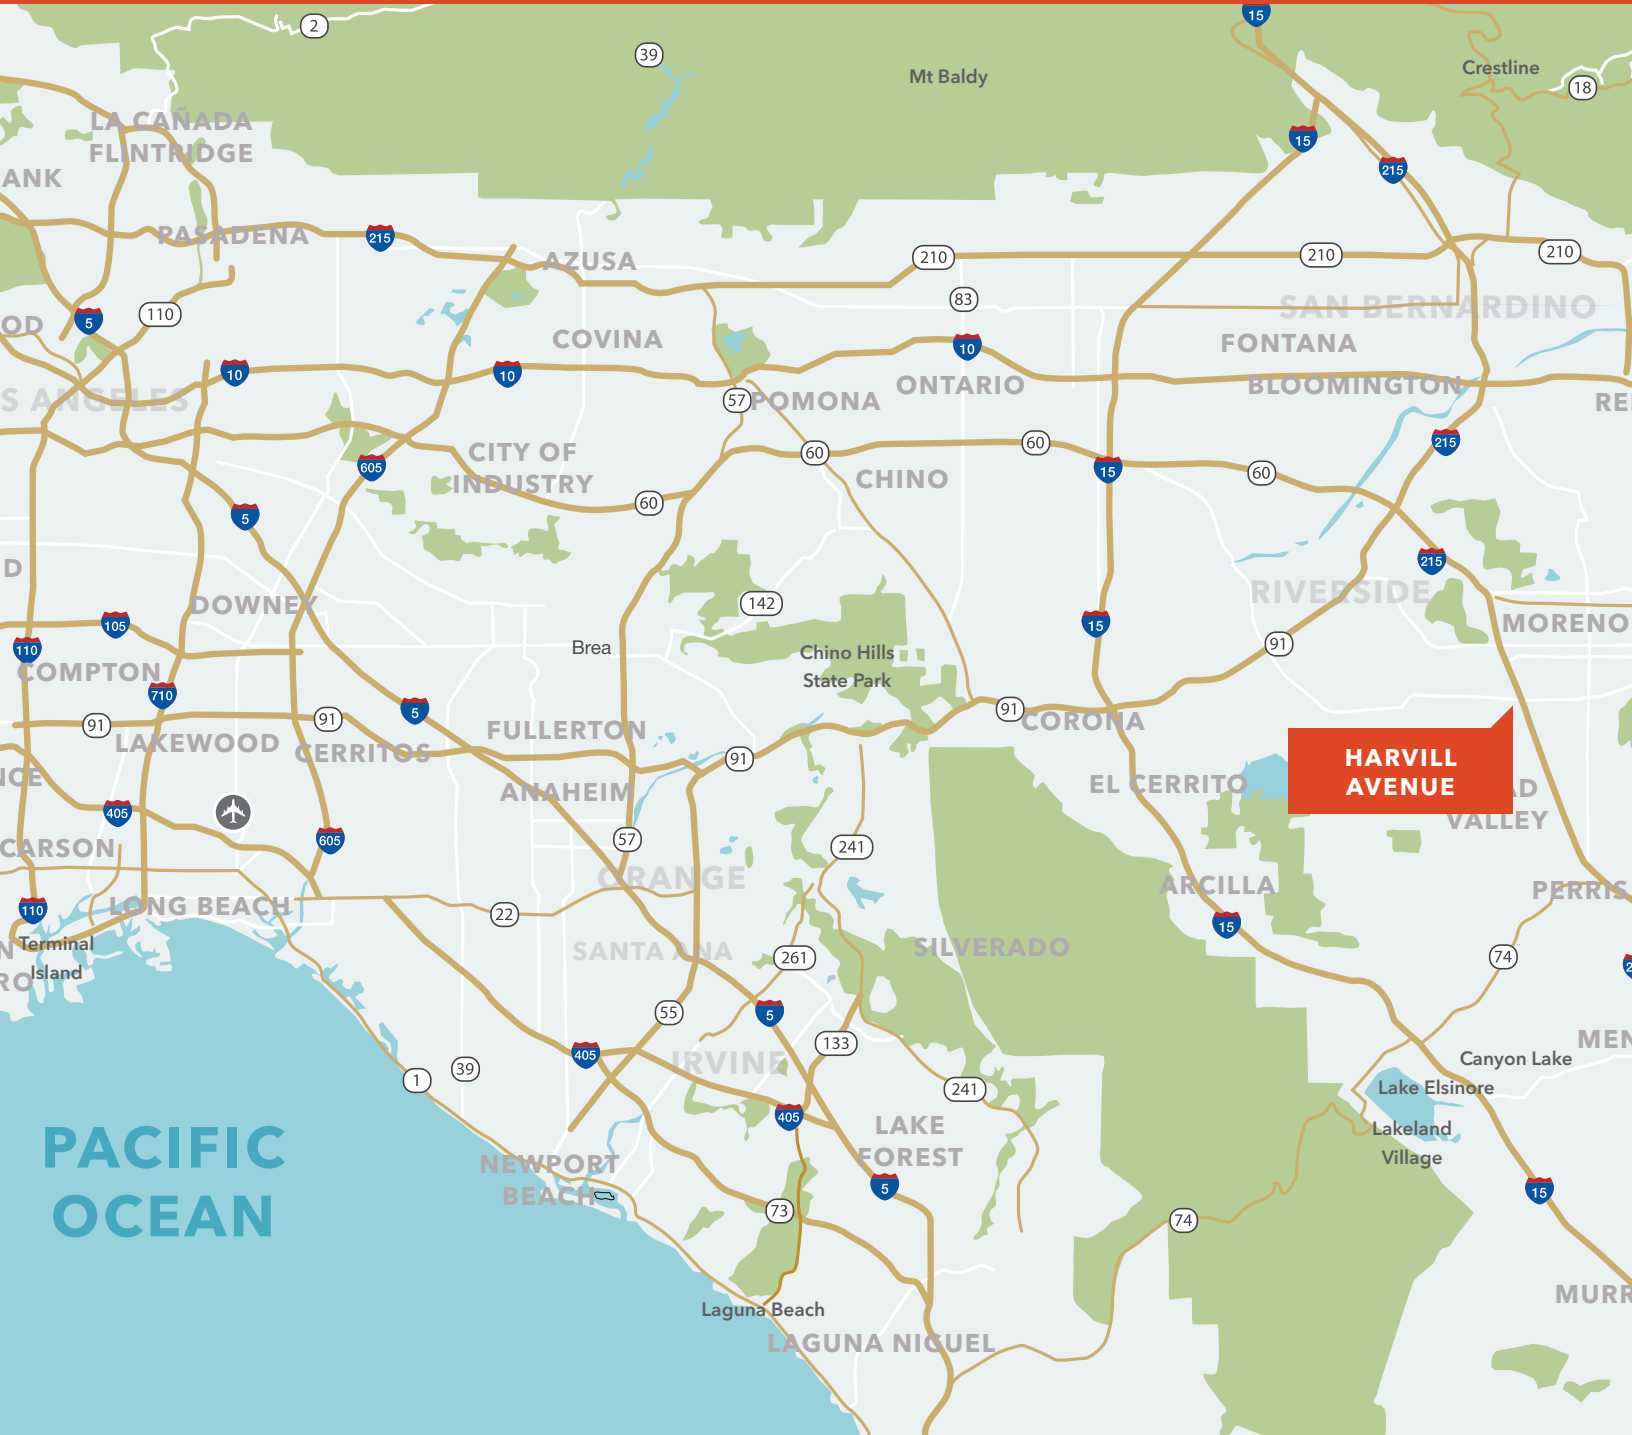 15
2
39
Mt Baldy
Crestline
18
LA CAÑADA
FLINTRIDGE
15
215
ANK
PASADENA
215
AZUSA
210
210
210
83
SAN BERNARDINO
110
5
OD
COVINA
10
FONTANA
10
10
ONTARIO
BLOOMINGTON
S ANGELES
57
POMONA
RE
60
60
215
CITY OF
INDUSTRY
605
CHINO
15
60
60
5
215
D
RIVERSIDE
DOWNEY
142
105
15
MORENO
110
Brea
Chino Hills
State Park
91
COMPTON
710
5
91
CORONA
91
91
FULLERTON
LAKEWOOD
CERRITOS
91
HARVILL
AVENUE
NCE
ANAHEIM
EL CERRITO
AD
VALLEY
405
605
57
241
CARSON
ORANGE
ARCILLA
PERRIS
110
LONG BEACH
22
15
N
RO
Terminal
Island
SANTA ANA
261
SILVERADO
74
2
55
5
133
MEN
405
IRVINE
Canyon Lake
39
1
241
Lake Elsinore
405
LAKE
FOREST
Lakeland
Village
NEWPORT
BEACH
5
15
73
74
MURR
Laguna Beach
LAGUNA NIGUEL
PACIFIC
OCEAN